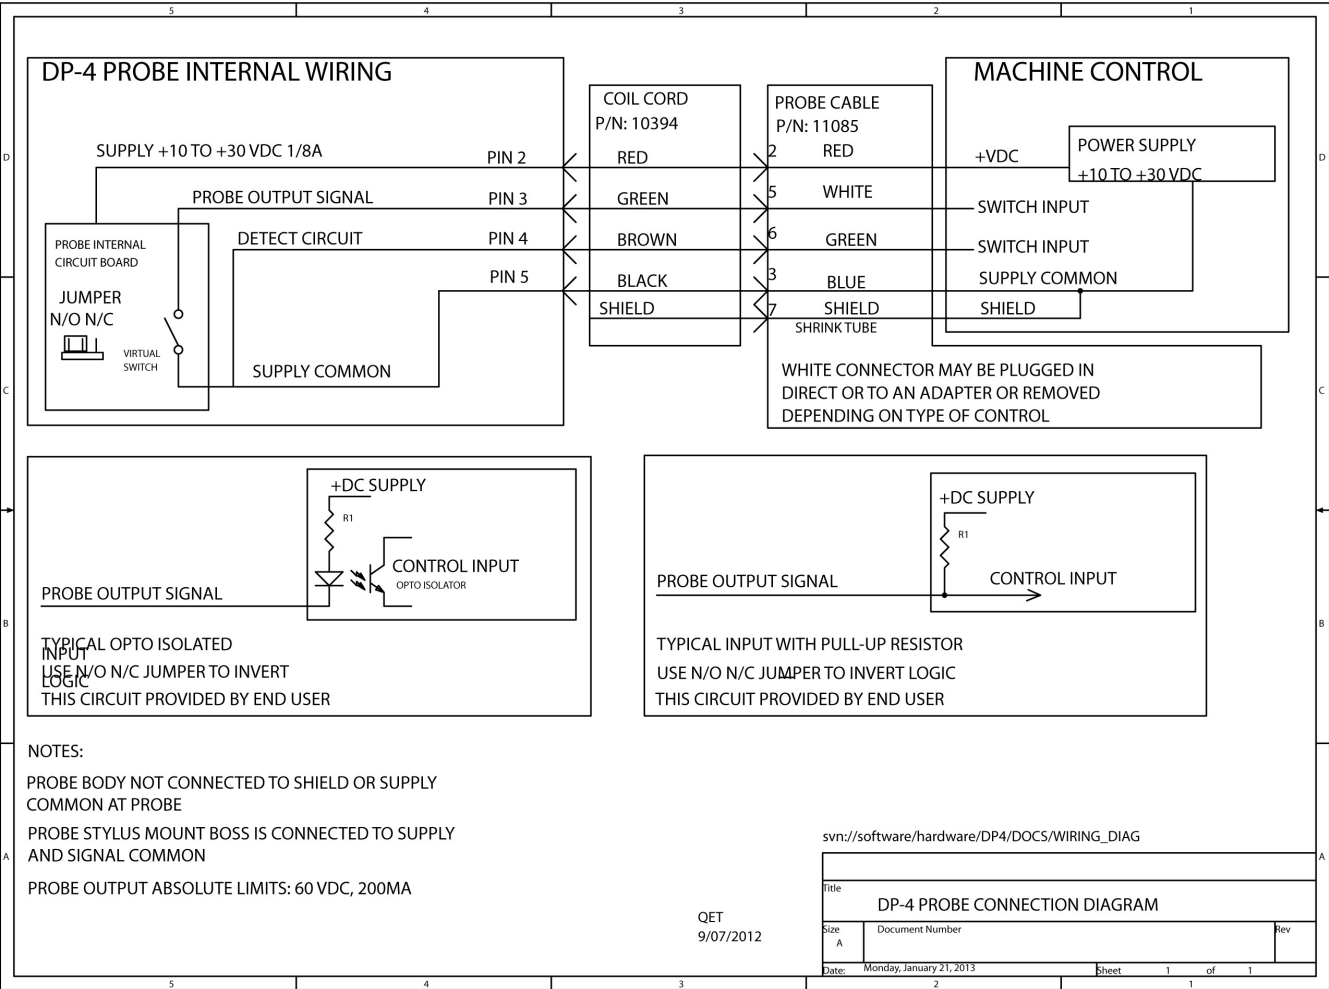 5 4 3 2 1
DP-4 PROBE INTERNAL WIRING
SUPPLY +10 TO +30 VDC 1/8A
PIN 2
PROBE OUTPUT SIGNAL
PIN 3
DETECT CIRCUIT
PIN 4
PIN 5
PROBE INTERNAL
CIRCUIT BOARD
JUMPER
N/O N/C
VIRTUAL
SWITCH
SUPPLY COMMON
COIL CORD
P/N: 10394
RED
GREEN
BROWN
BLACK
SHIELD
PROBE CABLE
P/N: 11085
2 RED
5 WHITE
6 GREEN
3 BLUE
7 SHIELD
SHRINK TUBE
WHITE CONNECTOR MAY BE PLUGGED IN
DIRECT OR TO AN ADAPTER OR REMOVED
DEPENDING ON TYPE OF CONTROL
MACHINE CONTROL
POWER SUPPLY
+10 TO +30 VDC
+VDC
SWITCH INPUT
SWITCH INPUT
SUPPLY COMMON
SHIELD
D
D
C
C
+DC SUPPLY
R1
CONTROL INPUT
OPTO ISOLATOR
PROBE OUTPUT SIGNAL
TYPICAL OPTO ISOLATED
INPUT
USE N/O N/C JUMPER TO INVERT
LOGIC
THIS CIRCUIT PROVIDED BY END USER
+DC SUPPLY
R1
CONTROL INPUT
PROBE OUTPUT SIGNAL
TYPICAL INPUT WITH PULL-UP RESISTOR
USE N/O N/C JUMPER TO INVERT LOGIC
THIS CIRCUIT PROVIDED BY END USER
B
B
NOTES:
PROBE BODY NOT CONNECTED TO SHIELD OR SUPPLY
COMMON AT PROBE
PROBE STYLUS MOUNT BOSS IS CONNECTED TO SUPPLY
AND SIGNAL COMMON
PROBE OUTPUT ABSOLUTE LIMITS: 60 VDC, 200MA
A
A
QET
9/07/2012
svn://software/hardware/DP4/DOCS/WIRING_DIAG
Title
DP-4 PROBE CONNECTION DIAGRAM
Size
A
Document Number
Rev
Date:
Monday, January 21, 2013
Sheet 1 of 1
5 4 3 2 1